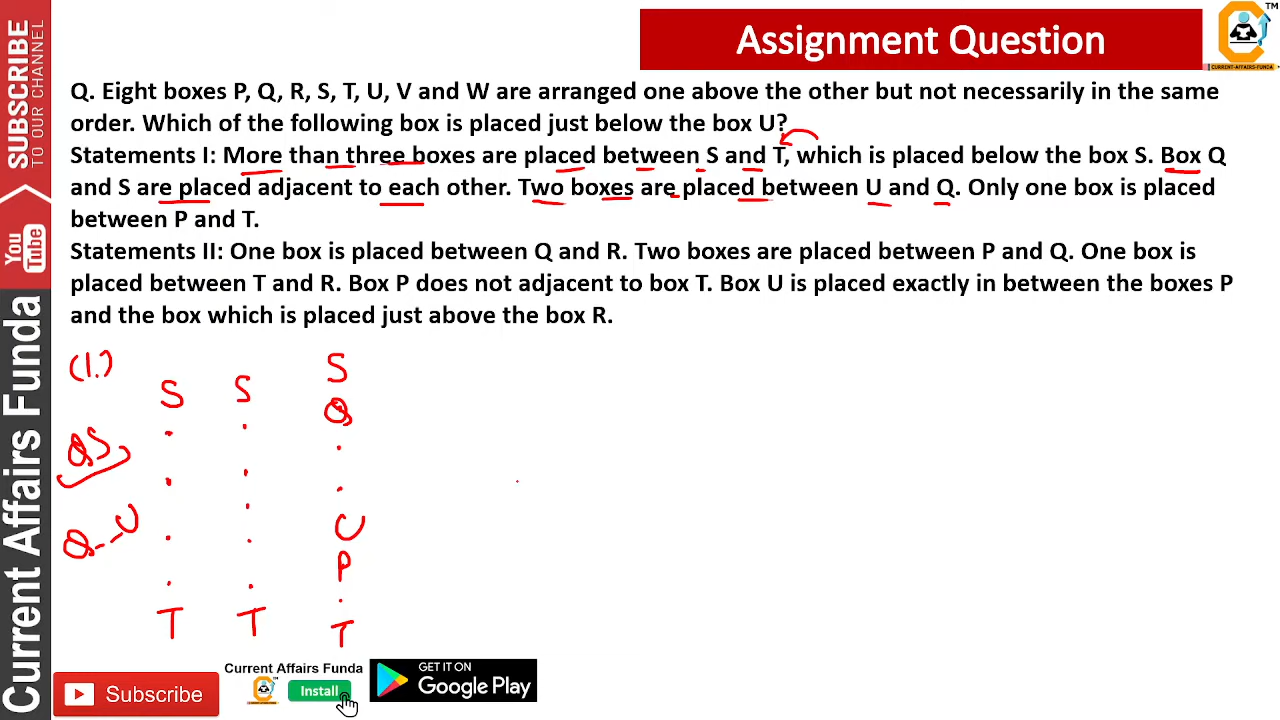 SUBSCRIBE
TO OUR CHANNEL
You
Tube
Current Affairs Funda
Assignment Question
TM
CURRENT-AFFAIRS-FUNDA
Q. Eight boxes P, Q, R, S, T, U, V and W are arranged one above the other but not necessarily in the same
order. Which of the following box is placed just below the box U?
Statements I: More than three boxes are placed between S and T, which is placed below the box S. Box Q
and S are placed adjacent to each other. Two boxes are placed between U and Q. Only one box is placed
between P and T.
Statements II: One box is placed between Q and R. Two boxes are placed between P and Q. One box is
placed between T and R. Box P does not adjacent to box T. Box U is placed exactly in between the boxes P
and the box which is placed just above the box R.
(1.)
QS
Q--U
S
.
.
.
.
T
S
.
.
.
.
.
T
S
Q
.
.
U
P
.
T
Subscribe
Current Affairs Funda
Install
GET IT ON
Google Play